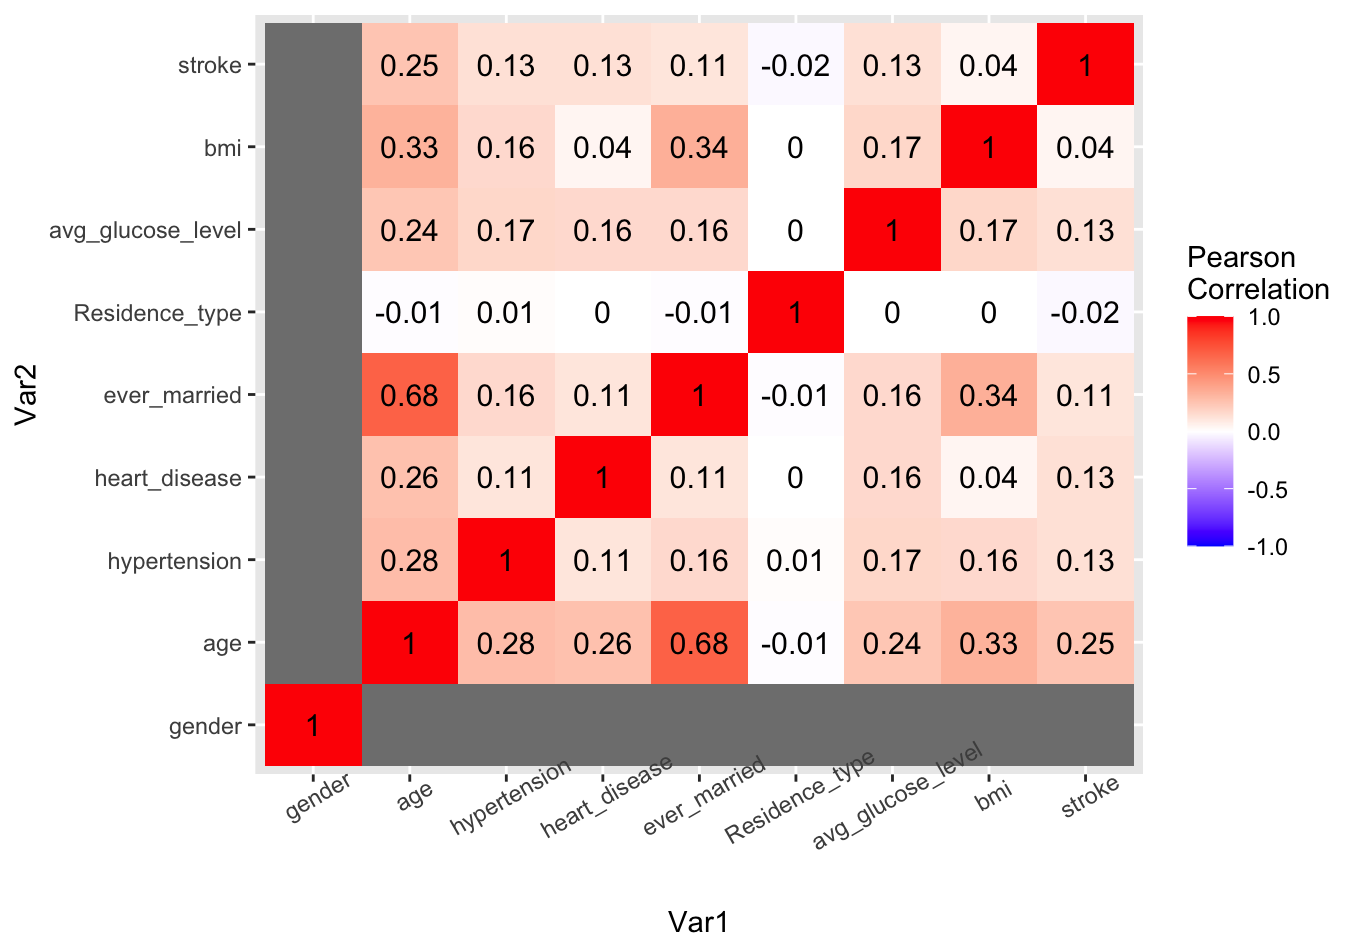 stroke 0.25 0.13 0.13 0.11 -0.02 0.13 0.04 1
bmi 0.33 0.16 0.04 0.34 0 0.17 1 0.04
avg_glucose_level 0.24 0.17 0.16 0.16 0 1 0.17 0.13
Residence_type -0.01 0.01 0 -0.01 1 0 0 -0.02
ever_married 0.68 0.16 0.11 1 -0.01 0.16 0.34 0.11
heart_disease 0.26 0.11 1 0.11 0 0.16 0.04 0.13
hypertension 0.28 1 0.11 0.16 0.01 0.17 0.16 0.13
age 1 0.28 0.26 0.68 -0.01 0.24 0.33 0.25
gender 1
gender age hypertension heart_disease ever_married Residence_type avg_glucose_level bmi stroke
Var1
Var2
Pearson
Correlation
1.0
0.5
0.0
-0.5
-1.0